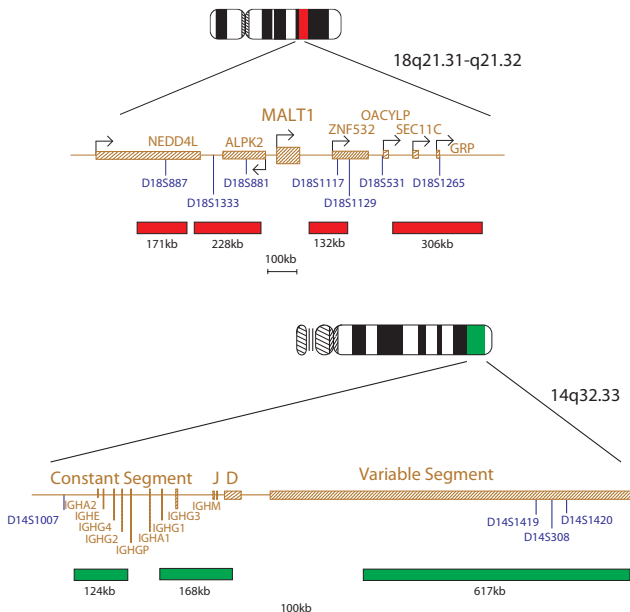 18q21.31-q21.32
MALT1
OACYLP
NEDD4L ALPK2 ZNF532 SEC11C
GRP
D18S887 D18S881 D18S1117 D18S531 D18S1265
D18S1333 D18S1129
171kb 228kb 132kb 306kb
100kb
14q32.33
Constant Segment J D Variable Segment
IGHA2 IGHG3 IGHM
D14S1007 IGHE IGHG1 D14S1419 D14S1420
IGHG4 IGHA1 D14S308
IGHG2
IGHGP
124kb 168kb 617kb
100kb